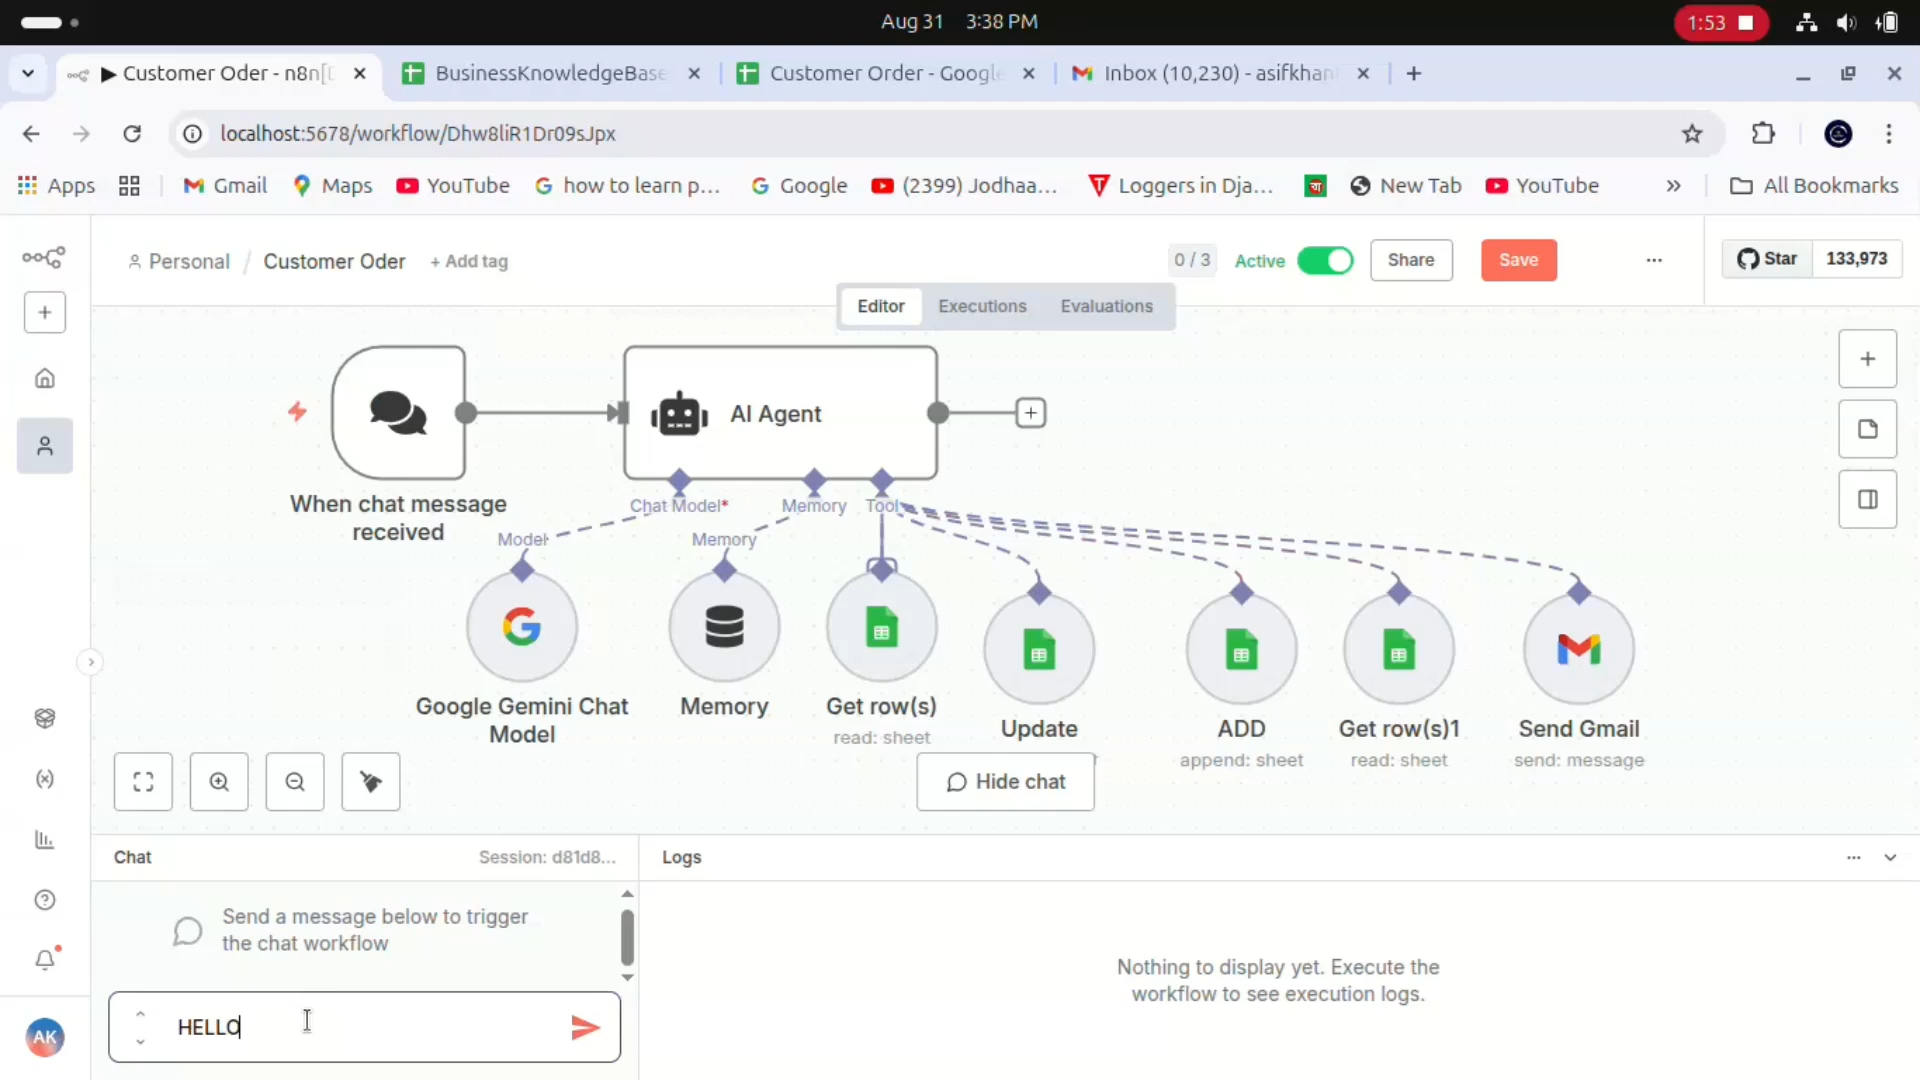 Aug 31 3:38 PM
1:53
▶ Customer Oder - n8n[
BusinessKnowledgeBase
Customer Order - Google
Inbox (10,230) - asifkhan
localhost:5678/workflow/Dhw8liR1Dr09sJpx
Apps
Gmail
Maps
YouTube
how to learn p...
Google
(2399) Jodhaa...
Loggers in Dja...
New Tab
YouTube
»
All Bookmarks
Personal / Customer Oder + Add tag
0 / 3
Active
Share
Save
...
Star 133,973
Editor
Executions
Evaluations
AI Agent
When chat message
received
Chat Model*
Memory
Tool
Model
Memory
Google Gemini Chat
Model
Memory
Get row(s)
read: sheet
Update
ADD
append: sheet
Get row(s)1
read: sheet
Send Gmail
send: message
Hide chat
Chat
Session: d81d8...
Logs
...
Send a message below to trigger
the chat workflow
Nothing to display yet. Execute the
workflow to see execution logs.
HELLO
AK